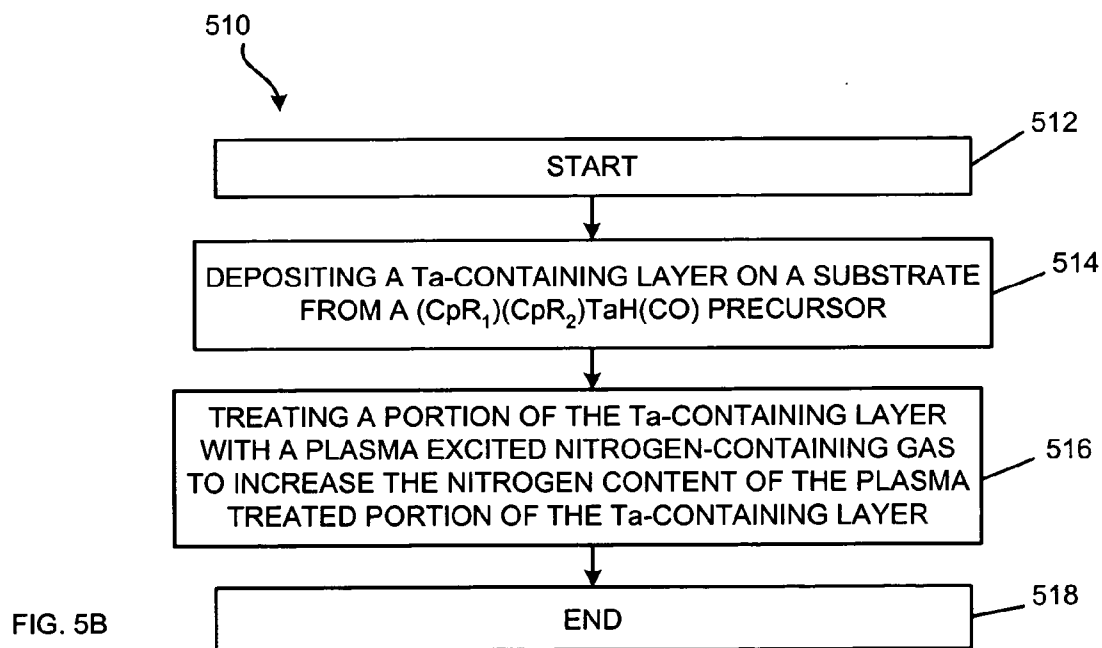 510
512
START
DEPOSITING A Ta-CONTAINING LAYER ON A SUBSTRATE
FROM A (CpR₁)(CpR₂)TaH(CO) PRECURSOR
514
TREATING A PORTION OF THE Ta-CONTAINING LAYER
WITH A PLASMA EXCITED NITROGEN-CONTAINING GAS
TO INCREASE THE NITROGEN CONTENT OF THE PLASMA
TREATED PORTION OF THE Ta-CONTAINING LAYER
516
END
518
FIG. 5B